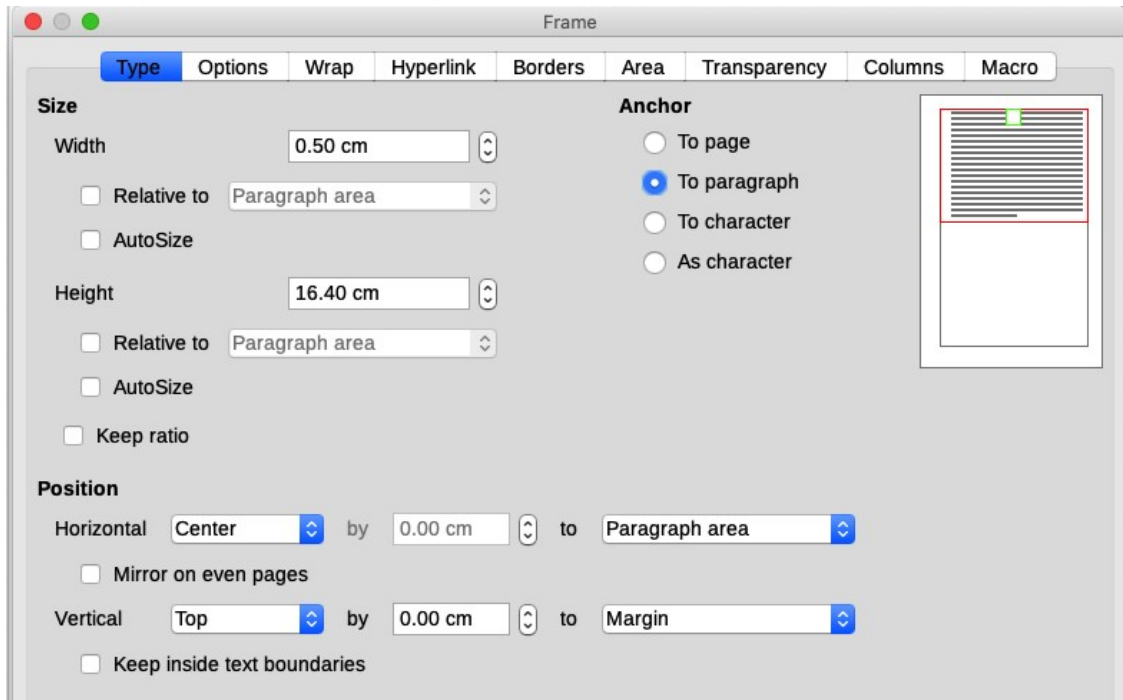 Frame
Type Options Wrap Hyperlink Borders Area Transparency Columns Macro
Size
Width 0.50 cm
Relative to Paragraph area
AutoSize
Height 16.40 cm
Relative to Paragraph area
AutoSize
Keep ratio
Anchor
To page
To paragraph
To character
As character
Position
Horizontal Center by 0.00 cm to Paragraph area
Mirror on even pages
Vertical Top by 0.00 cm to Margin
Keep inside text boundaries